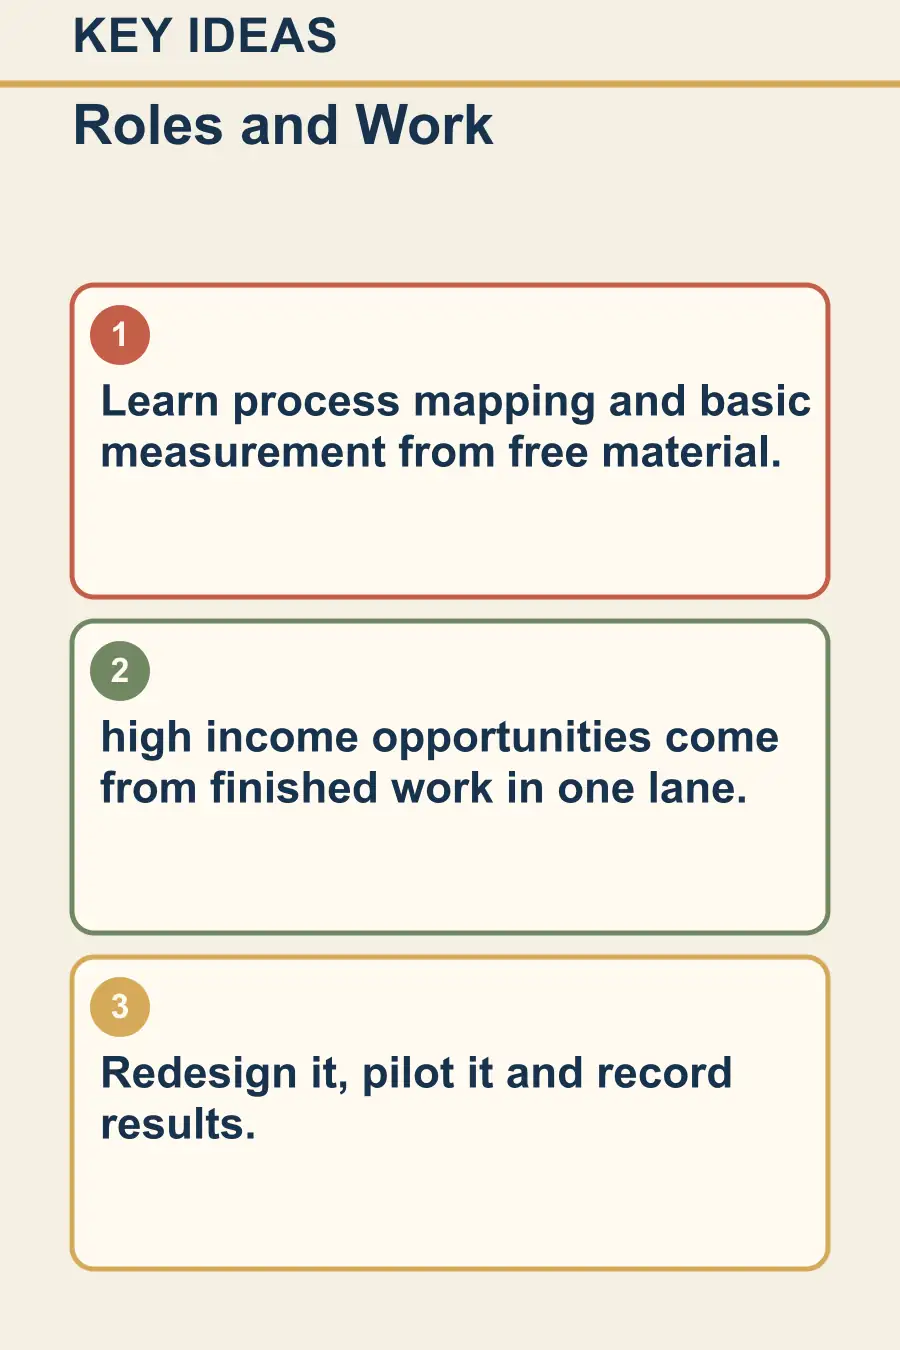 KEY IDEAS
Roles and Work
1
Learn process mapping and basic
measurement from free material.
2
high income opportunities come
from finished work in one lane.
3
Redesign it, pilot it and record
results.